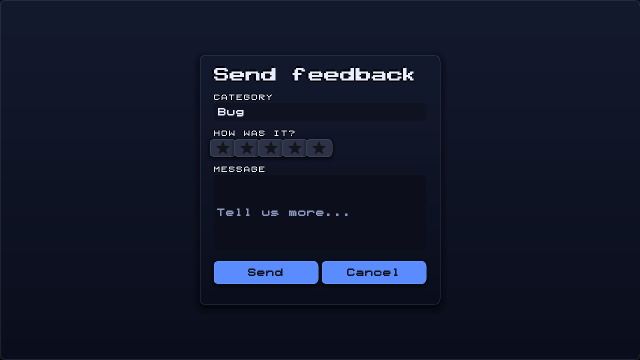 Send feedback
CATEGORY
Bug
HOW WAS IT?
★★★★★
MESSAGE
Tell us more...
Send Cancel